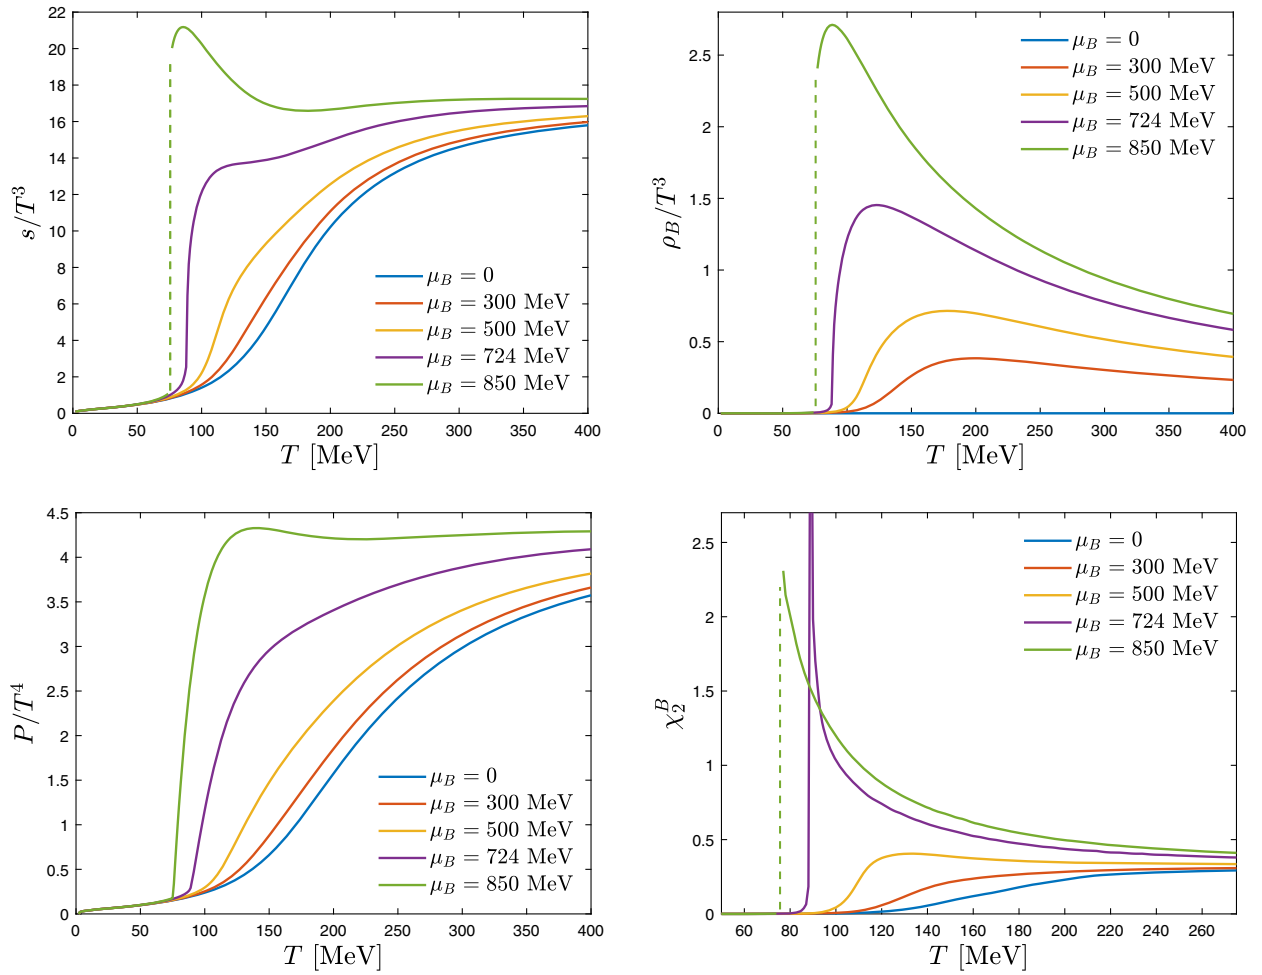 s/T³
22
20
18
16
14
12
10
8
6
4
2
0
0 50 100 150 200 250 300 350 400
T [MeV]
μ_B = 0
μ_B = 300 MeV
μ_B = 500 MeV
μ_B = 724 MeV
μ_B = 850 MeV
ρ_B/T³
2.5
2
1.5
1
0.5
0
0 50 100 150 200 250 300 350 400
T [MeV]
μ_B = 0
μ_B = 300 MeV
μ_B = 500 MeV
μ_B = 724 MeV
μ_B = 850 MeV
P/T⁴
4.5
4
3.5
3
2.5
2
1.5
1
0.5
0
0 50 100 150 200 250 300 350 400
T [MeV]
μ_B = 0
μ_B = 300 MeV
μ_B = 500 MeV
μ_B = 724 MeV
μ_B = 850 MeV
χ₂ᴮ
2.5
2
1.5
1
0.5
0
60 80 100 120 140 160 180 200 220 240 260
T [MeV]
μ_B = 0
μ_B = 300 MeV
μ_B = 500 MeV
μ_B = 724 MeV
μ_B = 850 MeV